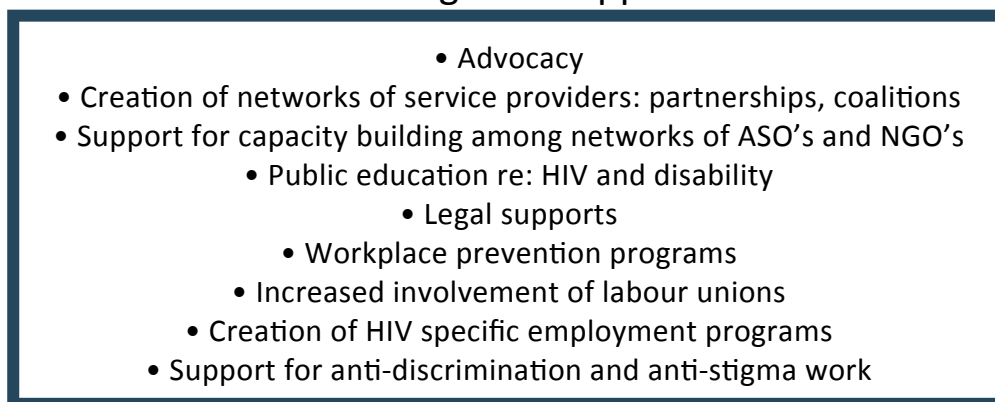 • Advocacy
• Creation of networks of service providers: partnerships, coalitions
• Support for capacity building among networks of ASO’s and NGO’s
• Public education re: HIV and disability
• Legal supports
• Workplace prevention programs
• Increased involvement of labour unions
• Creation of HIV specific employment programs
• Support for anti-discrimination and anti-stigma work